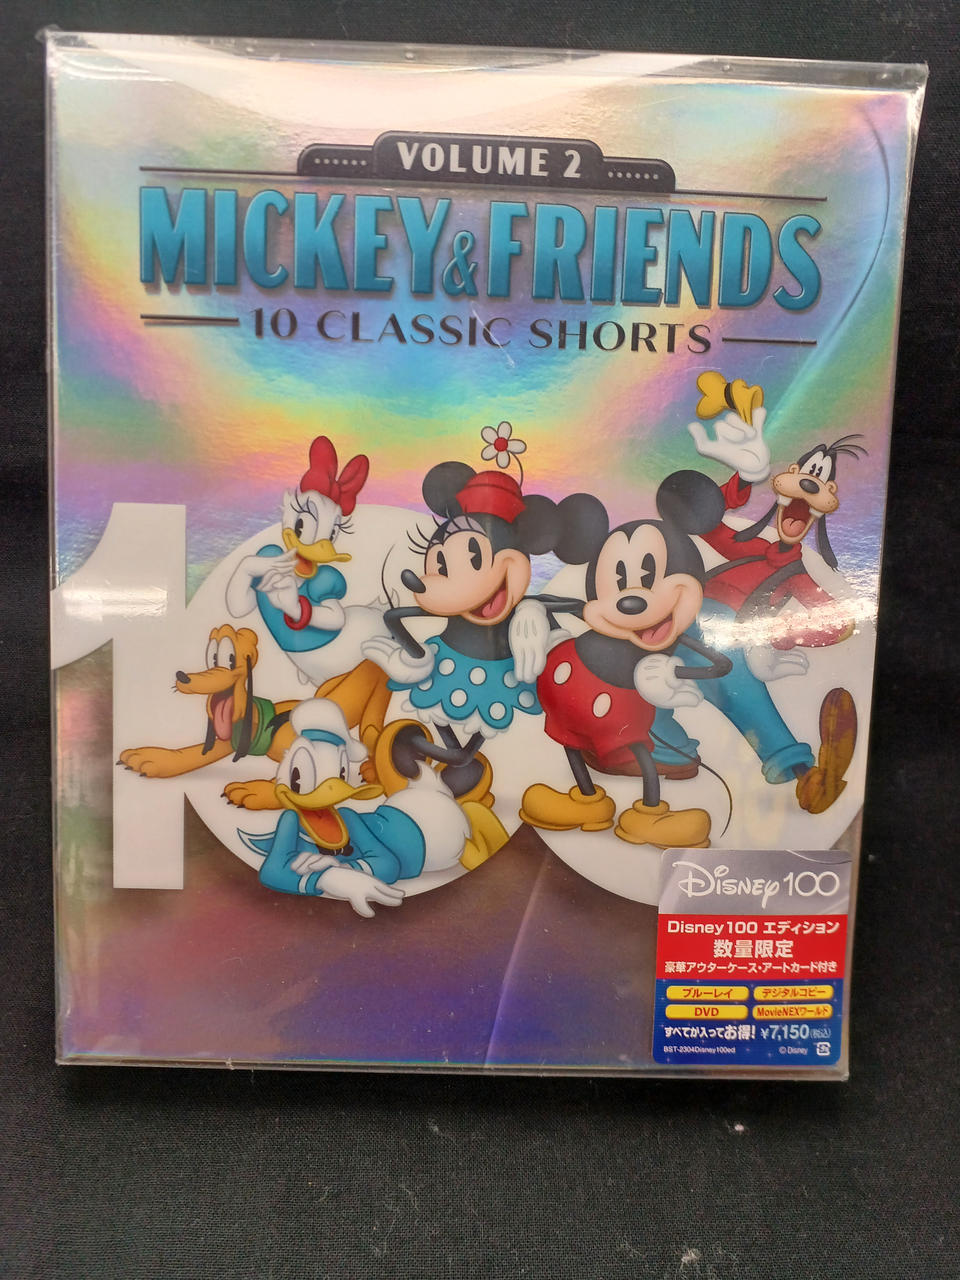 VOLUME 2
MICKEY & FRIENDS
10 CLASSIC SHORTS
100
Disney100
Disney100 エディション
数量限定
豪華アウターケース・アートカード付き
ブルーレイ デジタルコピー
DVD MovieNEXワールド
すべてが入ってお得! ¥7,150(税込)
BST-2304Disney100ed ©Disney